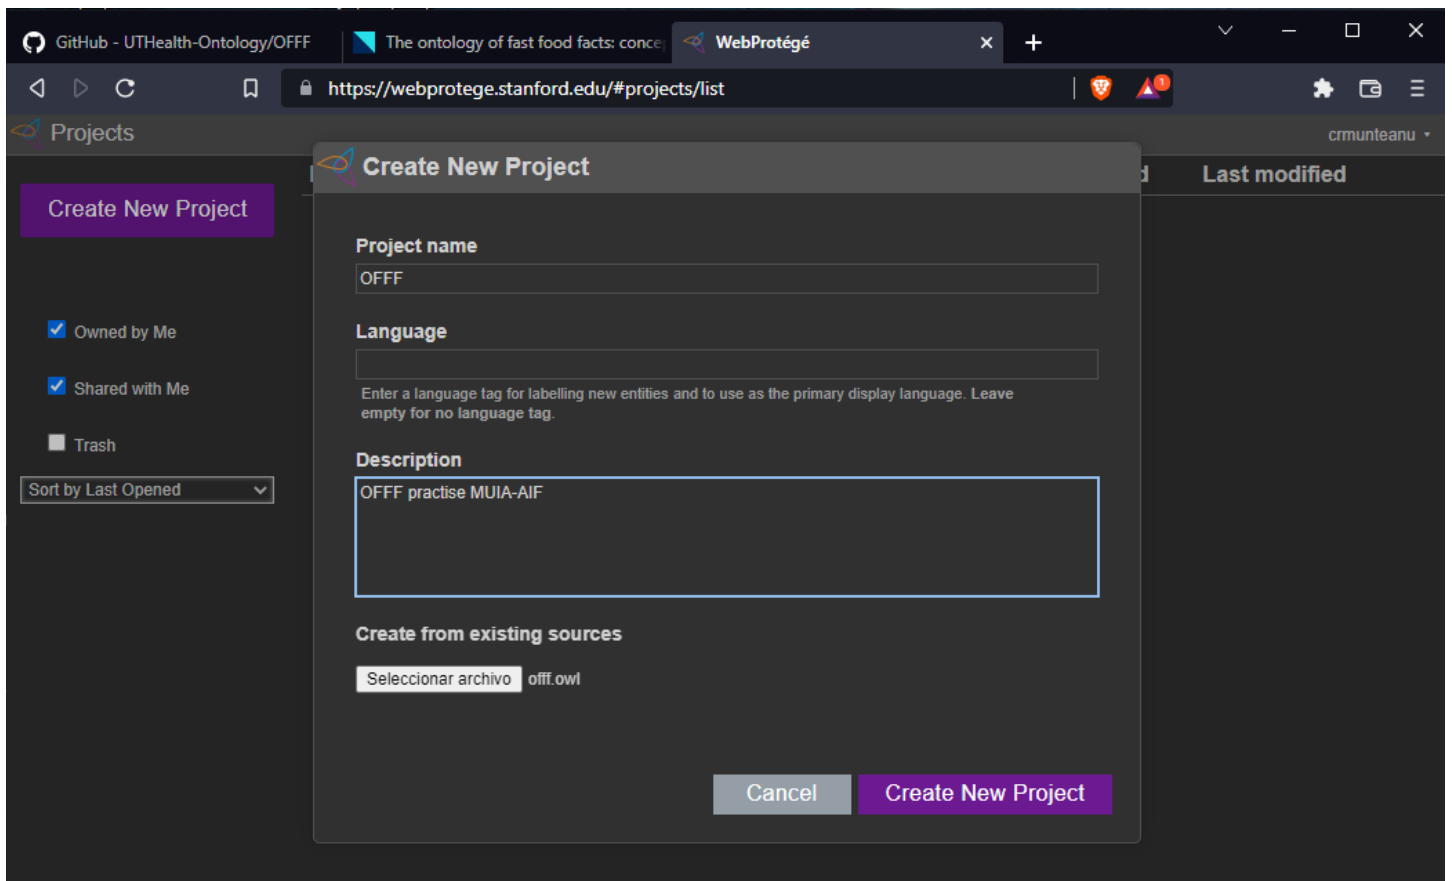 GitHub - UTHealth-Ontology/OFFF
The ontology of fast food facts: conce
WebProtégé
https://webprotege.stanford.edu/#projects/list
1
Projects
crmunteanu
Create New Project
Last modified
Create New Project
Project name
OFFF
Language
Enter a language tag for labelling new entities and to use as the primary display language. Leave
empty for no language tag.
Owned by Me
Shared with Me
Trash
Sort by Last Opened
Description
OFFF practise MUIA-AIF
Create from existing sources
Seleccionar archivo offf.owl
Cancel
Create New Project